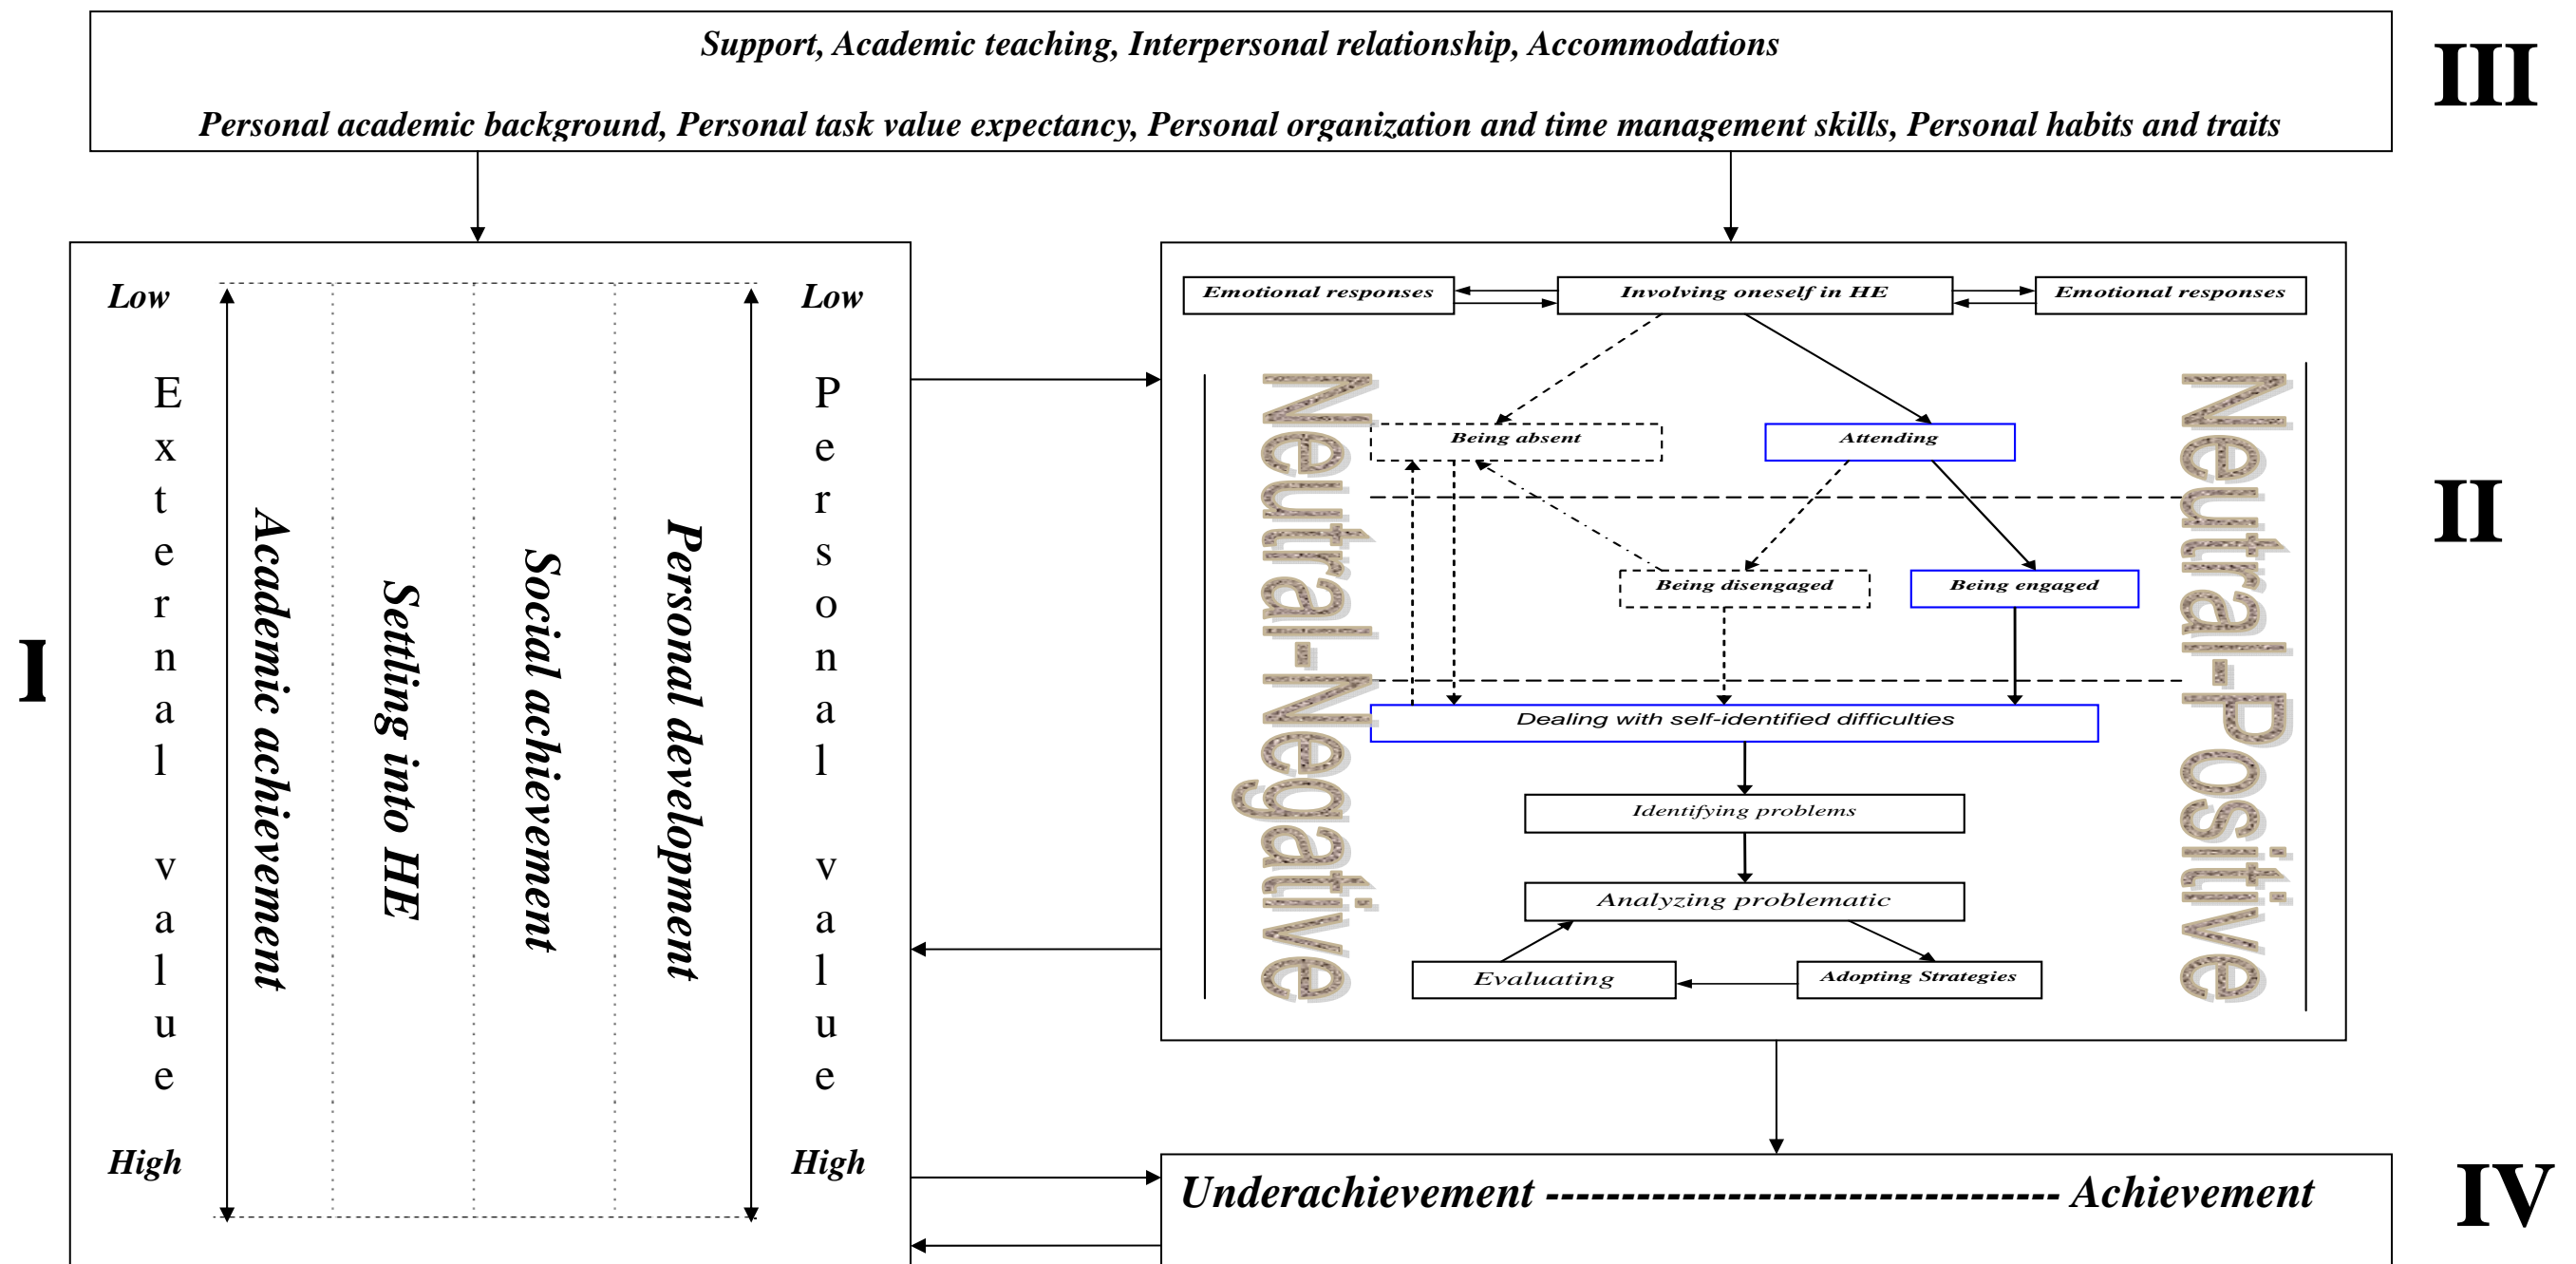 Support, Academic teaching, Interpersonal relationship, Accommodations
Personal academic background, Personal task value expectancy, Personal organization and time management skills, Personal habits and traits
III
I
Low
External value
High
Academic achievement
Settling into HE
Social achievement
Personal development
Low
Personal value
High
Emotional responses
Involving oneself in HE
Emotional responses
Neutral-Negative
Neutral-Positive
Being absent
Attending
Being disengaged
Being engaged
Dealing with self-identified difficulties
Identifying problems
Analyzing problematic
Evaluating
Adopting Strategies
II
Underachievement ---------------------------------- Achievement
IV